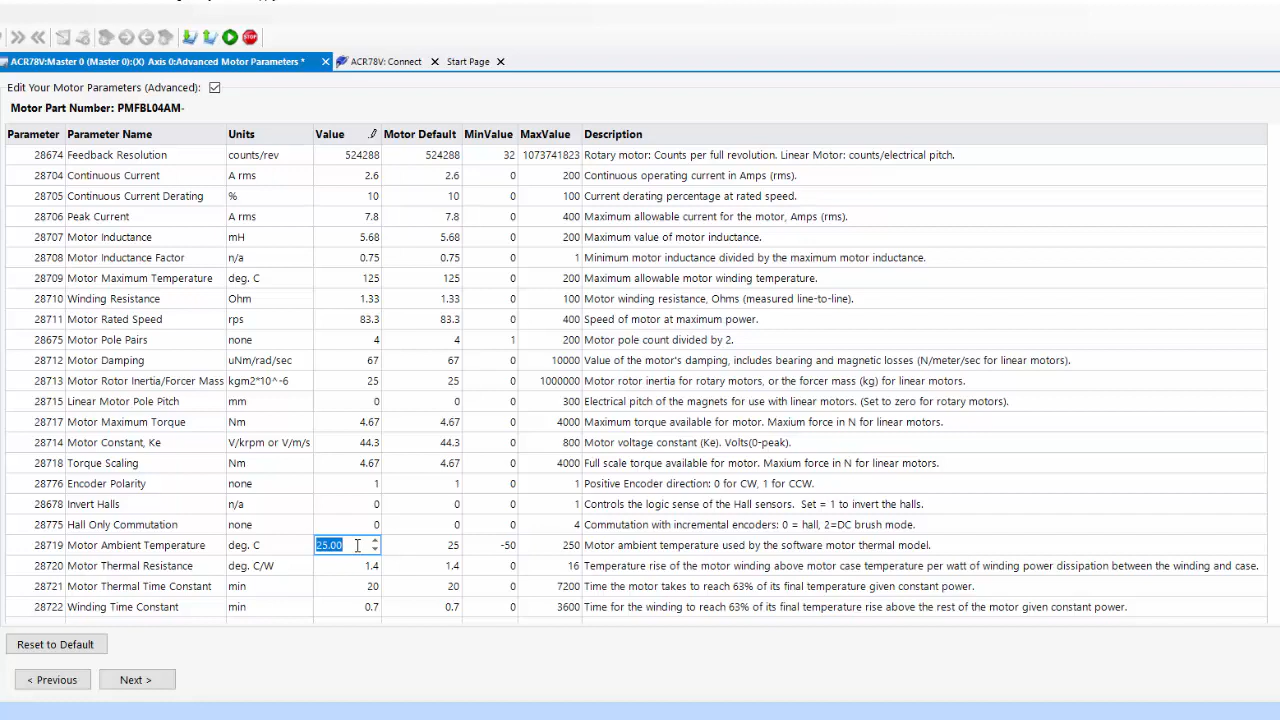 ACR78V:Master 0 (Master 0):(X) Axis 0:Advanced Motor Parameters * ACR78V: Connect Start Page
Edit Your Motor Parameters (Advanced):
Motor Part Number: PMFBL04AM-
Parameter Parameter Name Units Value Motor Default MinValue MaxValue Description
28674 Feedback Resolution counts/rev 524288 524288 32 1073741823 Rotary motor: Counts per full revolution. Linear Motor: counts/electrical pitch.
28704 Continuous Current A rms 2.6 2.6 0 200 Continuous operating current in Amps (rms).
28705 Continuous Current Derating % 10 10 0 100 Current derating percentage at rated speed.
28706 Peak Current A rms 7.8 7.8 0 400 Maximum allowable current for the motor, Amps (rms).
28707 Motor Inductance mH 5.68 5.68 0 200 Maximum value of motor inductance.
28708 Motor Inductance Factor n/a 0.75 0.75 0 1 Minimum motor inductance divided by the maximum motor inductance.
28709 Motor Maximum Temperature deg. C 125 125 0 200 Maximum allowable motor winding temperature.
28710 Winding Resistance Ohm 1.33 1.33 0 100 Motor winding resistance, Ohms (measured line-to-line).
28711 Motor Rated Speed rps 83.3 83.3 0 400 Speed of motor at maximum power.
28675 Motor Pole Pairs none 4 4 1 200 Motor pole count divided by 2.
28712 Motor Damping uNm/rad/sec 67 67 0 10000 Value of the motor's damping, includes bearing and magnetic losses (N/meter/sec for linear motors).
28713 Motor Rotor Inertia/Forcer Mass kgm2*10^-6 25 25 0 1000000 Motor rotor inertia for rotary motors, or the forcer mass (kg) for linear motors.
28715 Linear Motor Pole Pitch mm 0 0 0 300 Electrical pitch of the magnets for use with linear motors. (Set to zero for rotary motors).
28717 Motor Maximum Torque Nm 4.67 4.67 0 4000 Maximum torque available for motor. Maxium force in N for linear motors.
28714 Motor Constant, Ke V/krpm or V/m/s 44.3 44.3 0 800 Motor voltage constant (Ke). Volts(0-peak).
28718 Torque Scaling Nm 4.67 4.67 0 4000 Full scale torque available for motor. Maxium force in N for linear motors.
28776 Encoder Polarity none 1 1 0 1 Positive Encoder direction: 0 for CW, 1 for CCW.
28678 Invert Halls n/a 0 0 0 1 Controls the logic sense of the Hall sensors. Set = 1 to invert the halls.
28775 Hall Only Commutation none 0 0 0 4 Commutation with incremental encoders: 0 = hall, 2=DC brush mode.
28719 Motor Ambient Temperature deg. C 25.00 25 -50 250 Motor ambient temperature used by the software motor thermal model.
28720 Motor Thermal Resistance deg. C/W 1.4 1.4 0 16 Temperature rise of the motor winding above motor case temperature per watt of winding power dissipation between the winding and case.
28721 Motor Thermal Time Constant min 20 20 0 7200 Time the motor takes to reach 63% of its final temperature given constant power.
28722 Winding Time Constant min 0.7 0.7 0 3600 Time for the winding to reach 63% of its final temperature rise above the rest of the motor given constant power.
Reset to Default
< Previous Next >